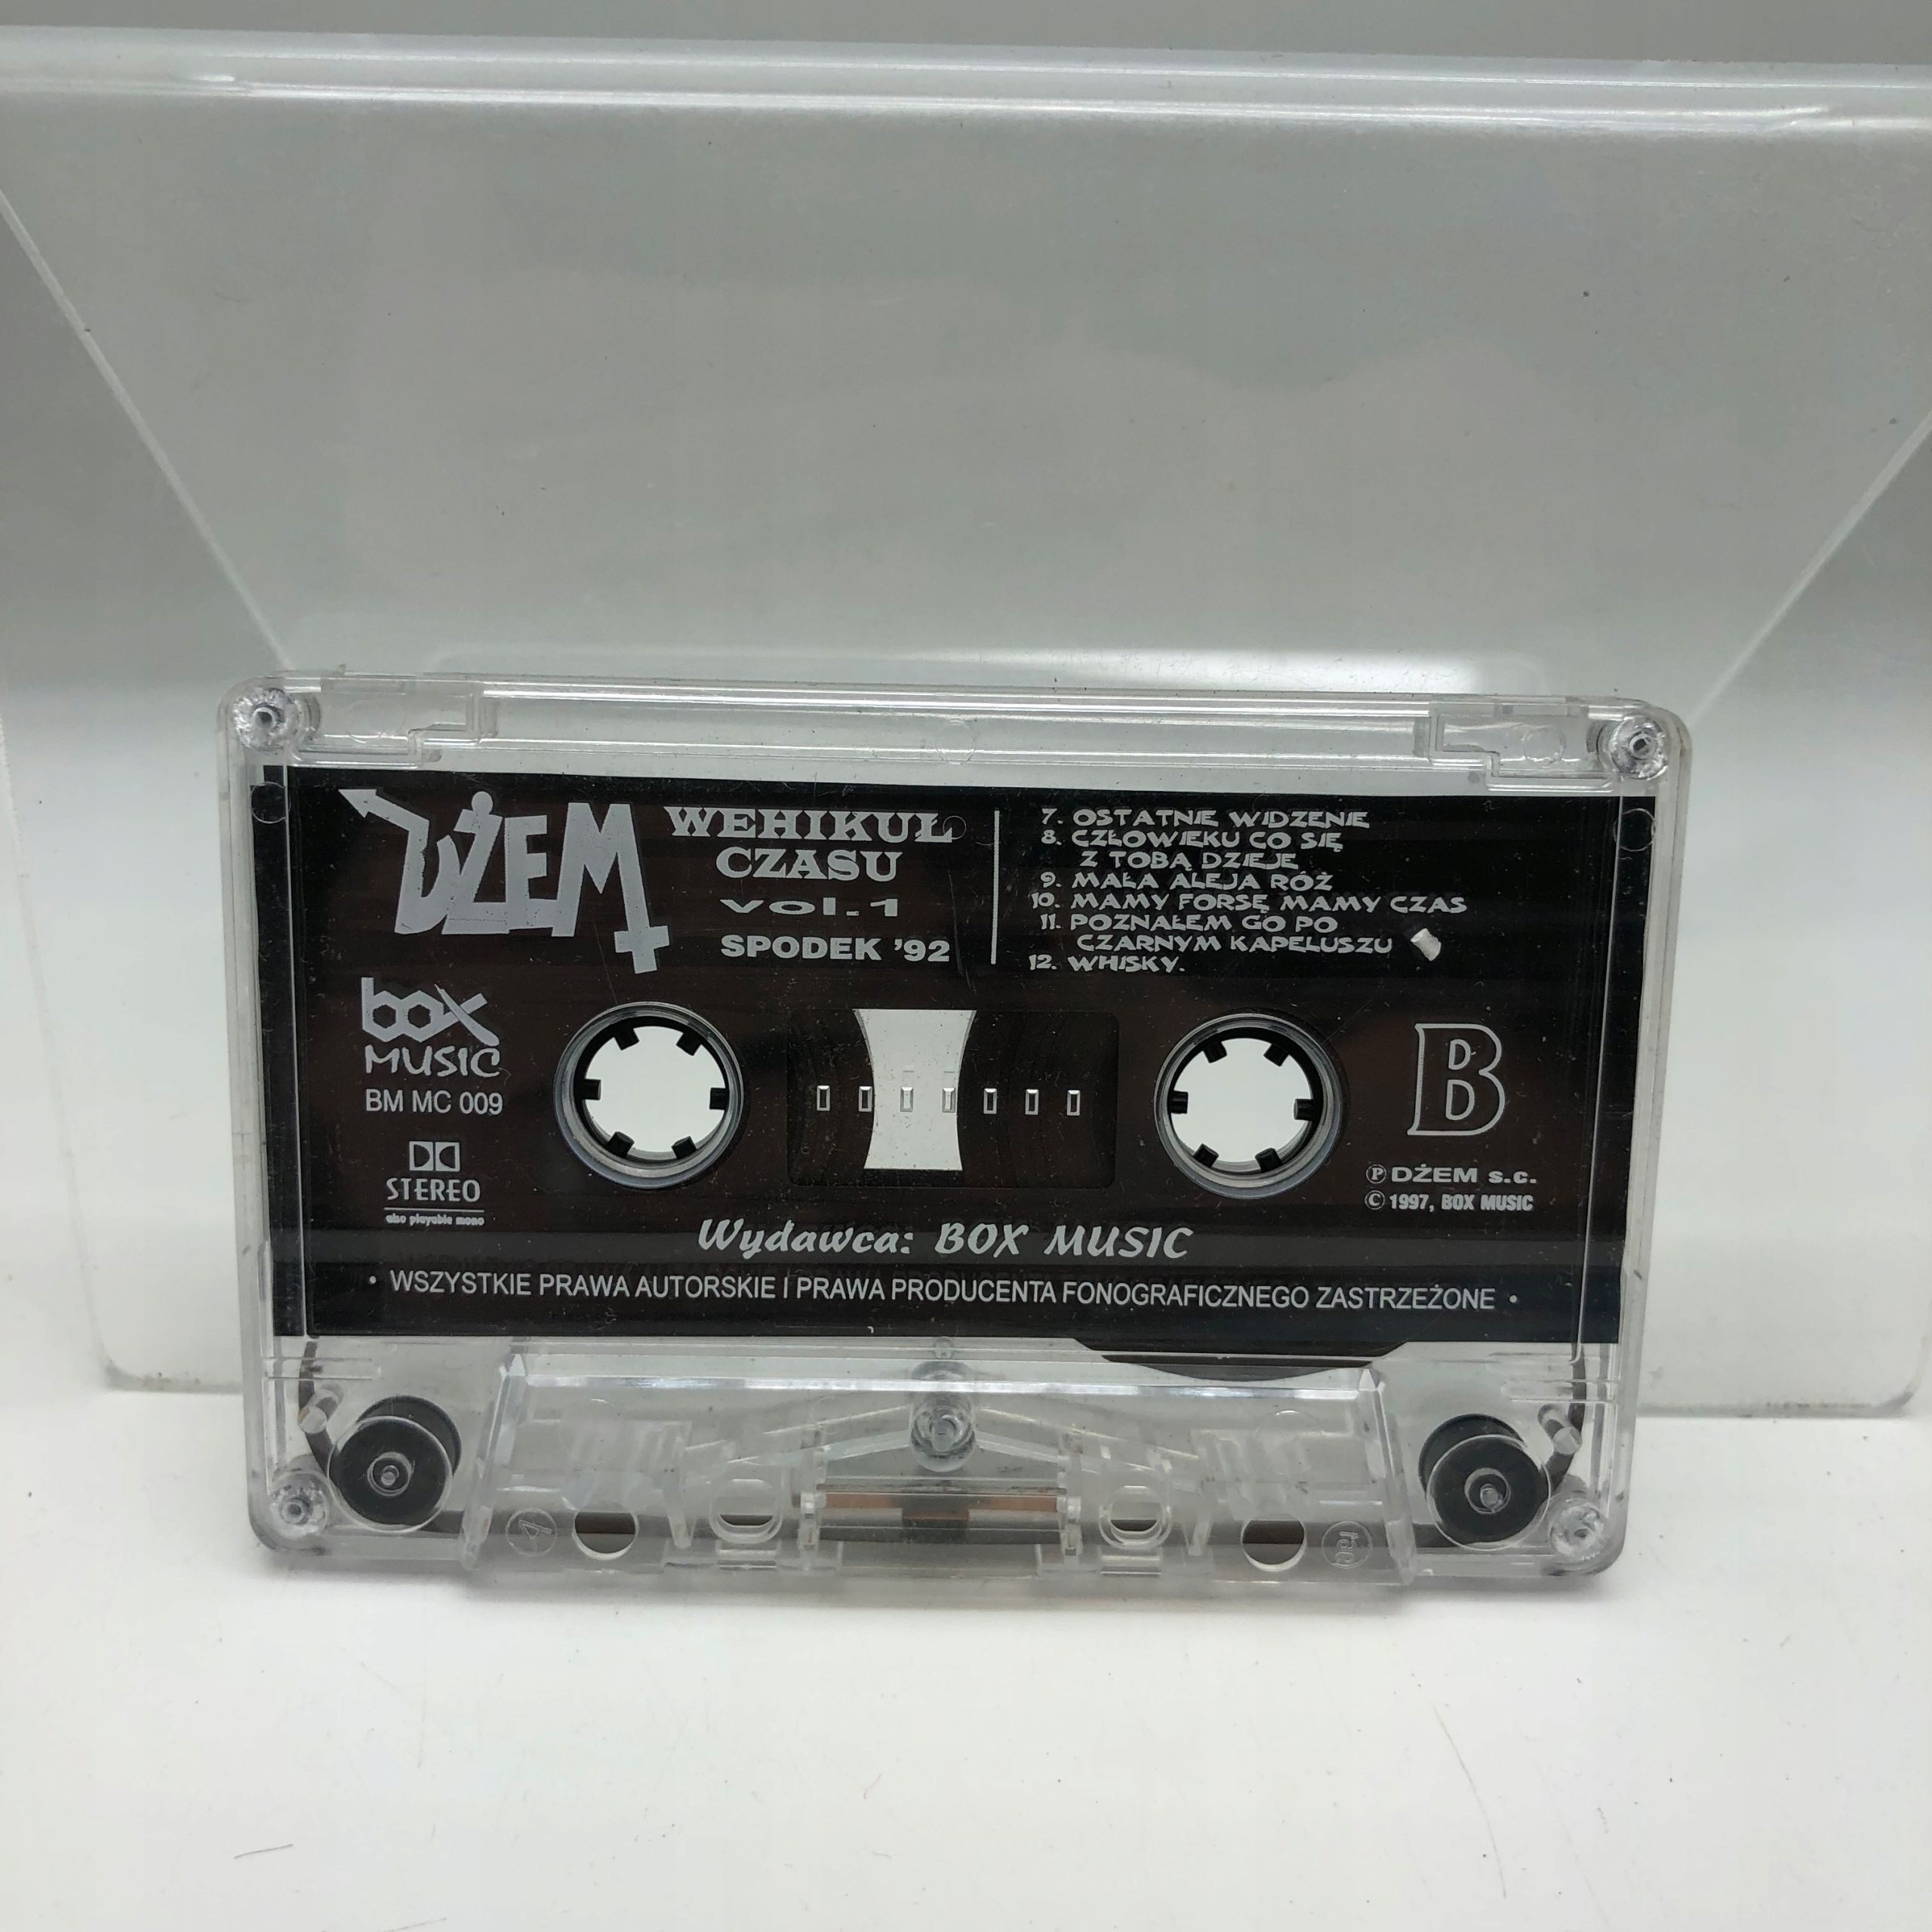 DŻEM
WEHIKUŁ
CZASU
vol.1
SPODEK '92
7. OSTATNIE WIDZENIE
8. CZŁOWIEKU CO SIĘ
Z TOBĄ DZIEJE
9. MAŁA ALEJA RÓŻ
10. MAMY FORSĘ MAMY CZAS
11. POZNAŁEM GO PO
CZARNYM KAPELUSZU
12. WHISKY.
box
MUSIC
BM MC 009
STEREO
also playable mono
B
Ⓟ DŻEM s.c.
© 1997, BOX MUSIC
Wydawca: BOX MUSIC
• WSZYSTKIE PRAWA AUTORSKIE I PRAWA PRODUCENTA FONOGRAFICZNEGO ZASTRZEŻONE •
4